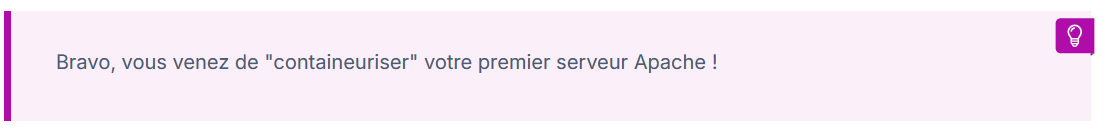 Bravo, vous venez de "containeuriser" votre premier serveur Apache !